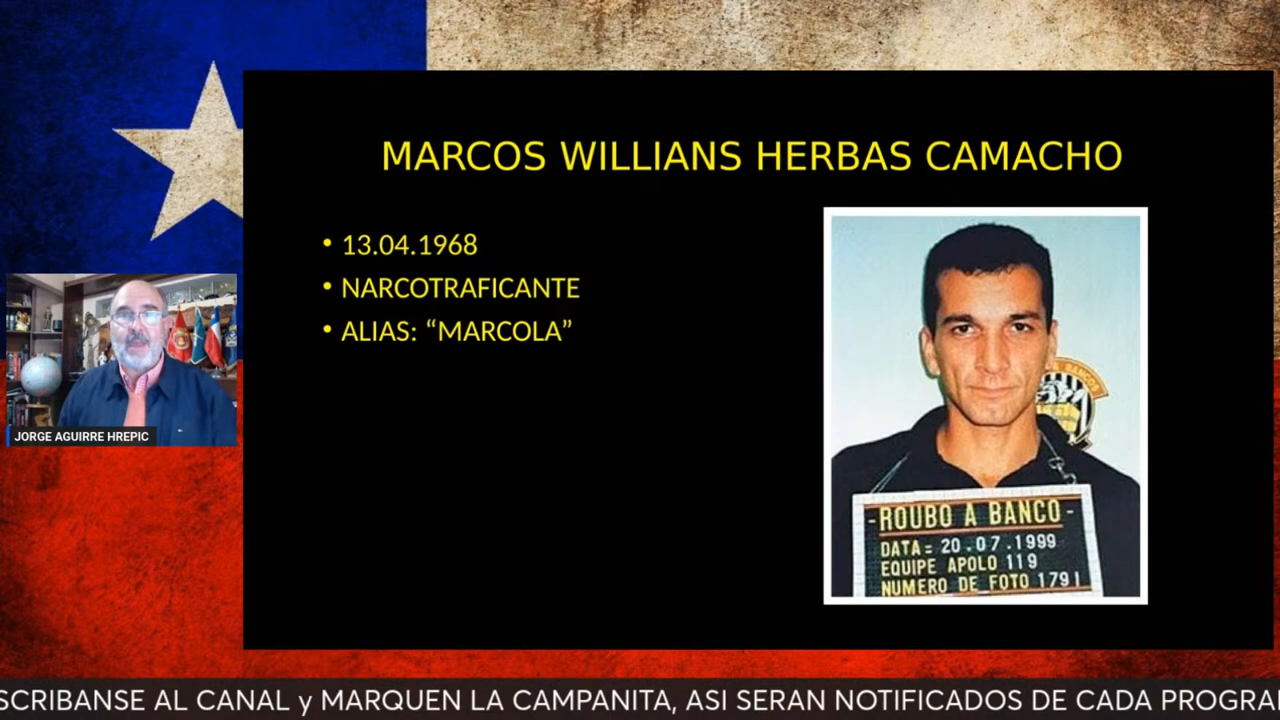 MARCOS WILLIANS HERBAS CAMACHO
• 13.04.1968
• NARCOTRAFICANTE
• ALIAS: “MARCOLA”
-ROUBO A BANCO-
DATA= 20.07.1999
EQUIPE APOLO 119
NUMERO DE FOTO 1791
JORGE AGUIRRE HREPIC
SCRIBANSE AL CANAL y MARQUEN LA CAMPANITA, ASI SERAN NOTIFICADOS DE CADA PROGRA